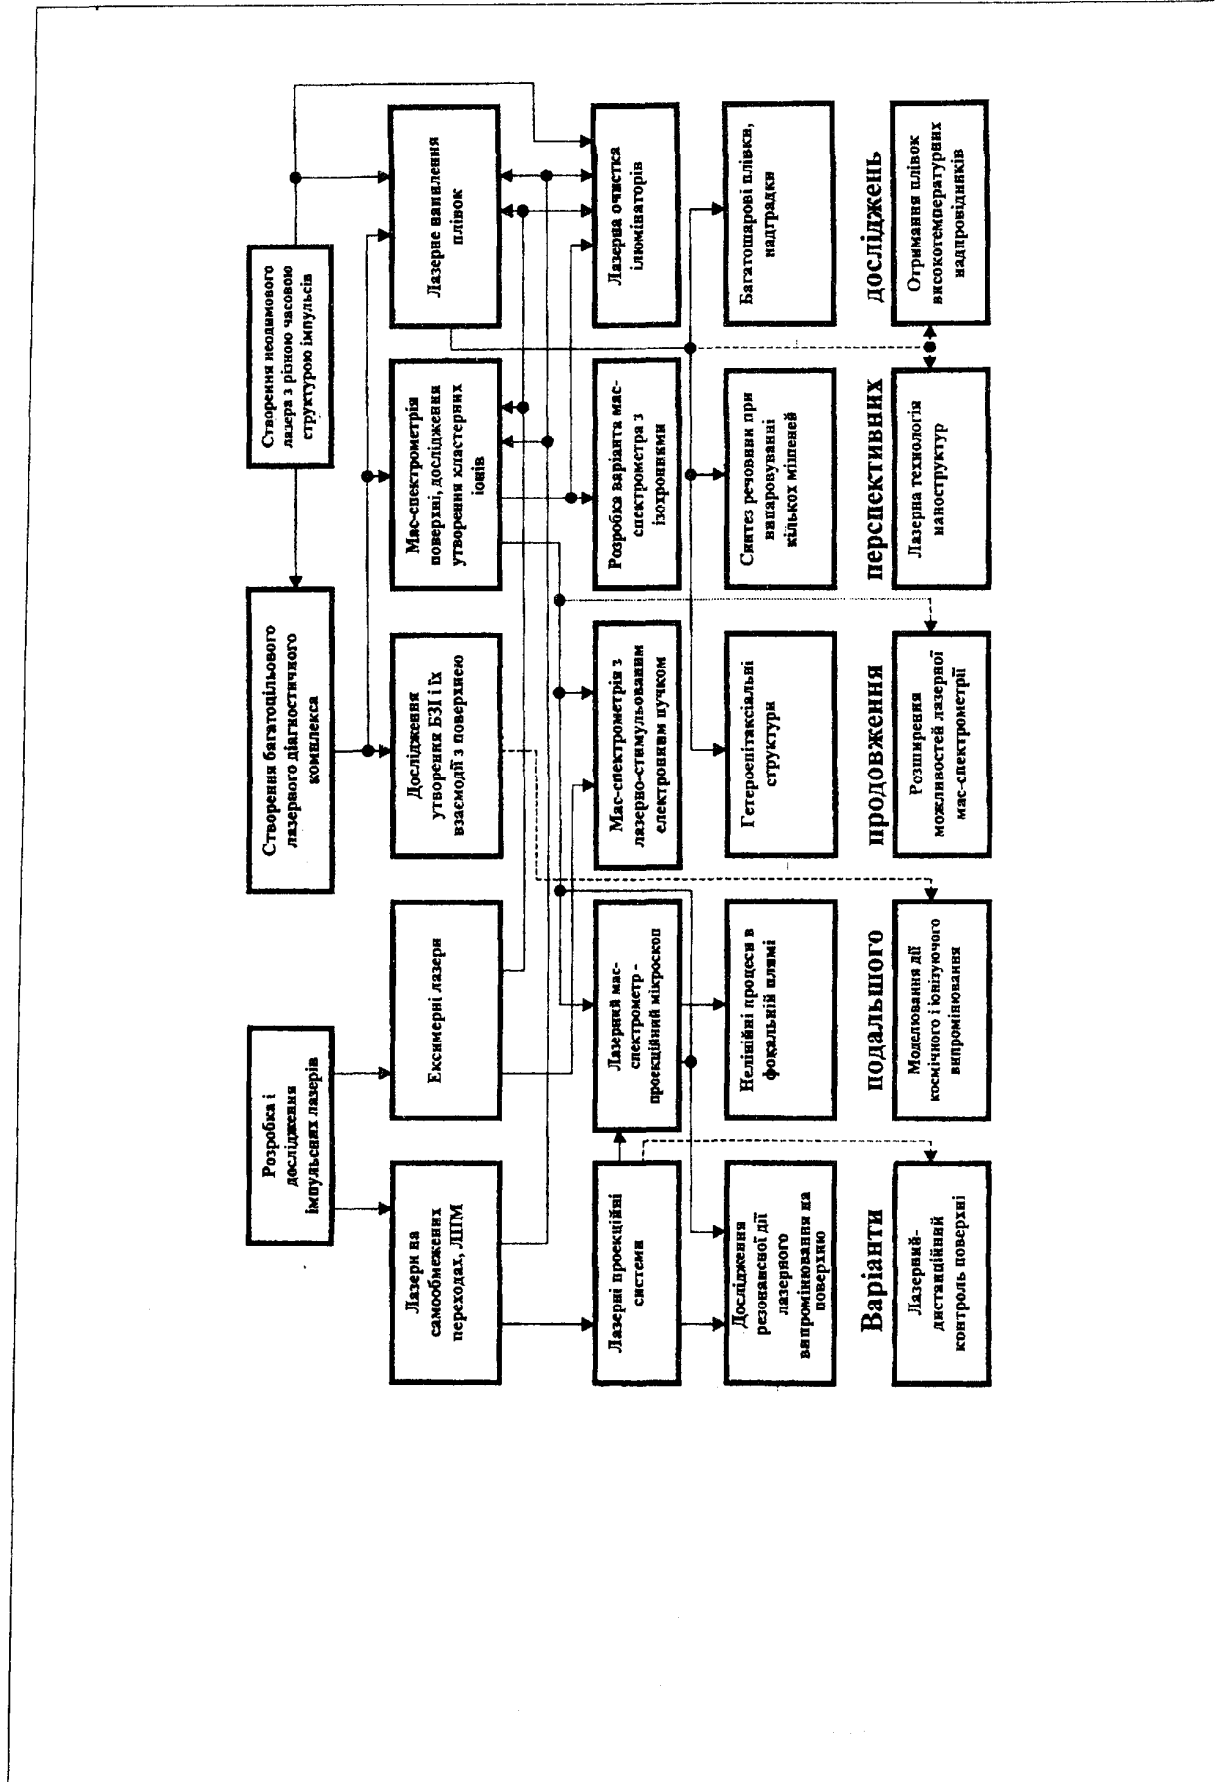 Розробка і
дослідження
імпульсних лазерів
Створення багатоцільового
лазерного діагностичного
комплекса
Створення неодимового
лазера з різною часовою
структурою імпульсів
Лазери на
самообмежених
переходах, ЛПМ
Ексимерні лазери
Дослідження
утворення БЗІ і їх
взаємодії з поверхнею
Мас-спектрометрія
поверхні, дослідження
утворення кластерних
іонів
Лазерне напилення
плівок
Лазерні проекційні
системи
Лазерний мас-
спектрометр -
проекційний мікроскоп
Мас-спектрометрія з
лазерно-стимульованим
електронним пучком
Розробка варіанта мас-
спектрометра з
ізохронними
Лазерна очистка
ілюмінаторів
Дослідження
резонансної дії
лазерного
випромінювання на
поверхню
Нелінійні процеси в
фокальній плямі
Гетероепітаксіальні
структури
Синтез речовини при
випаровуванні
кількох мішеней
Багатошарові плівки,
надградки
Варіанти подальшого продовження перспективних досліджень
Лазерний-
дистанційний
контроль поверхні
Моделювання дії
космічного і іонізуючого
випромінювання
Розширення
можливостей лазерної
мас-спектрометрії
Лазерна технологія
наноструктур
Отримання плівок
високотемпературних
надпровідників